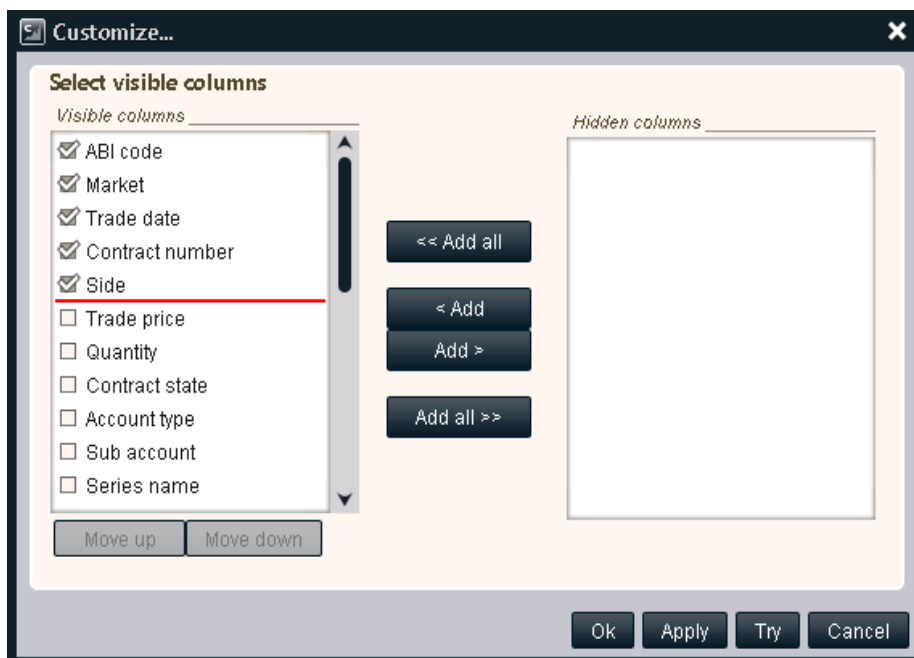 Customize...
Select visible columns
Visible columns
ABI code
Market
Trade date
Contract number
Side
Trade price
Quantity
Contract state
Account type
Sub account
Series name
Move up
Move down
<< Add all
< Add
Add >
Add all >>
Hidden columns
Ok
Apply
Try
Cancel